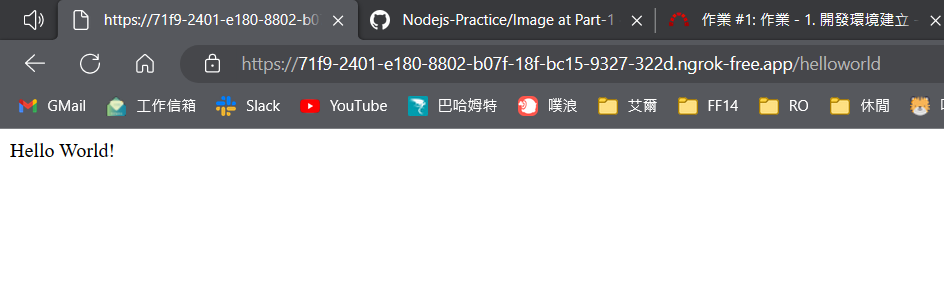 https://71f9-2401-e180-8802-b0
Nodejs-Practice/Image at Part-1
作業 #1: 作業 - 1. 開發環境建立 -
https://71f9-2401-e180-8802-b07f-18f-bc15-9327-322d.ngrok-free.app/helloworld
GMail 工作信箱 Slack YouTube 巴哈姆特 噗浪 艾爾 FF14 RO 休閒
Hello World!